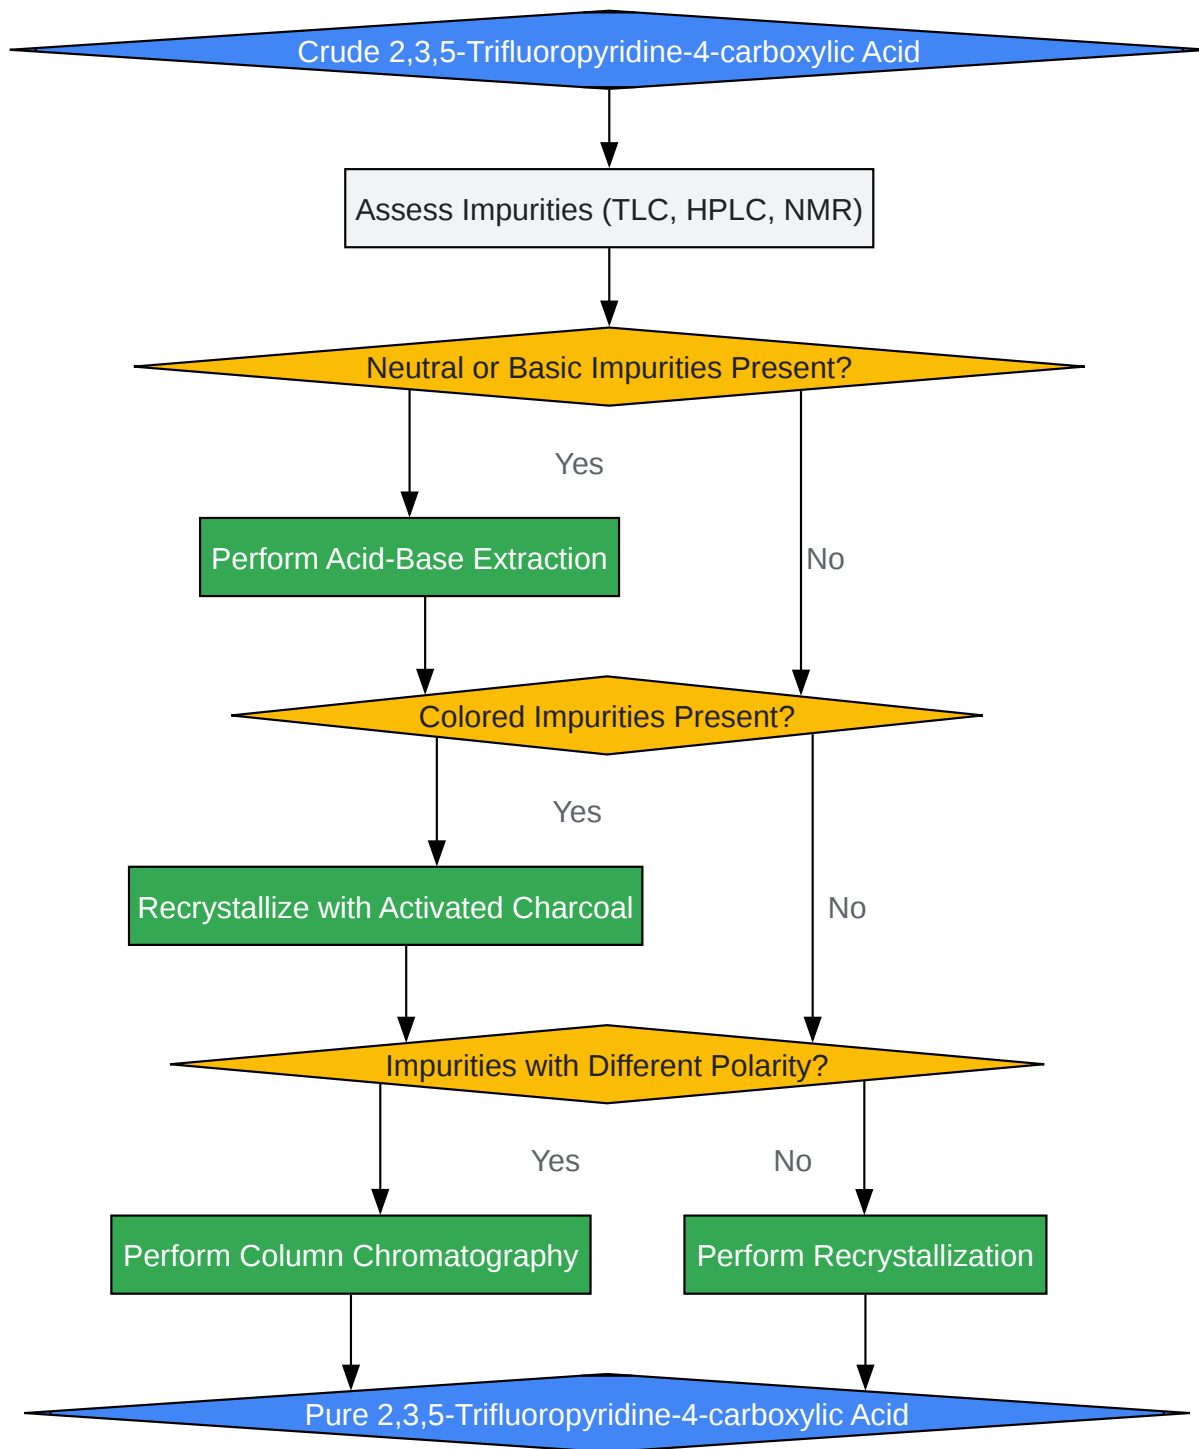 Crude 2,3,5-Trifluoropyridine-4-carboxylic Acid
Assess Impurities (TLC, HPLC, NMR)
Neutral or Basic Impurities Present?
Yes
Perform Acid-Base Extraction
No
Colored Impurities Present?
Yes
Recrystallize with Activated Charcoal
No
Impurities with Different Polarity?
Yes
No
Perform Column Chromatography
Perform Recrystallization
Pure 2,3,5-Trifluoropyridine-4-carboxylic Acid